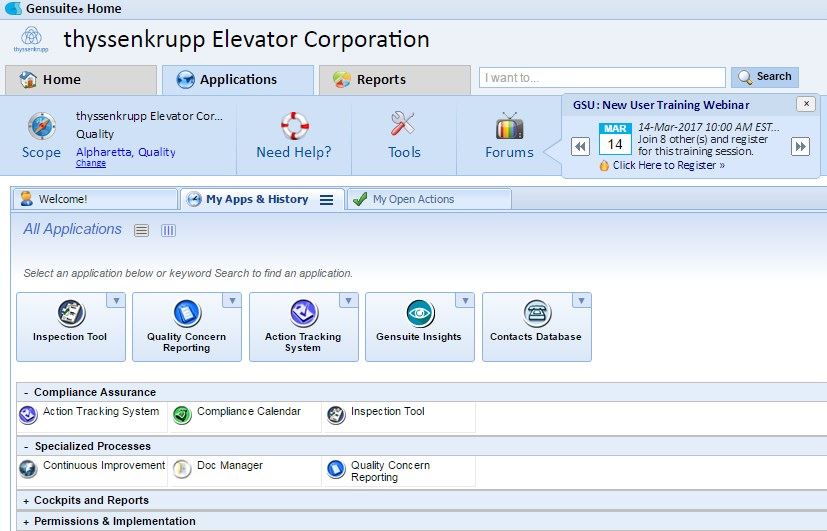 Gensuite® Home
thyssenkrupp
thyssenkrupp Elevator Corporation
Home
Applications
Reports
I want to...
Search
Scope
thyssenkrupp Elevator Cor...
Quality
Alpharetta, Quality
Change
Need Help?
Tools
Forums
GSU: New User Training Webinar
×
MAR
14
14-Mar-2017 10:00 AM EST...
Join 8 other(s) and register
for this training session.
Click Here to Register »
Welcome!
My Apps & History
My Open Actions
All Applications
Select an application below or keyword Search to find an application.
Inspection Tool
Quality Concern
Reporting
Action Tracking
System
Gensuite Insights
Contacts Database
- Compliance Assurance
Action Tracking System
Compliance Calendar
Inspection Tool
- Specialized Processes
Continuous Improvement
Doc Manager
Quality Concern
Reporting
+ Cockpits and Reports
+ Permissions & Implementation